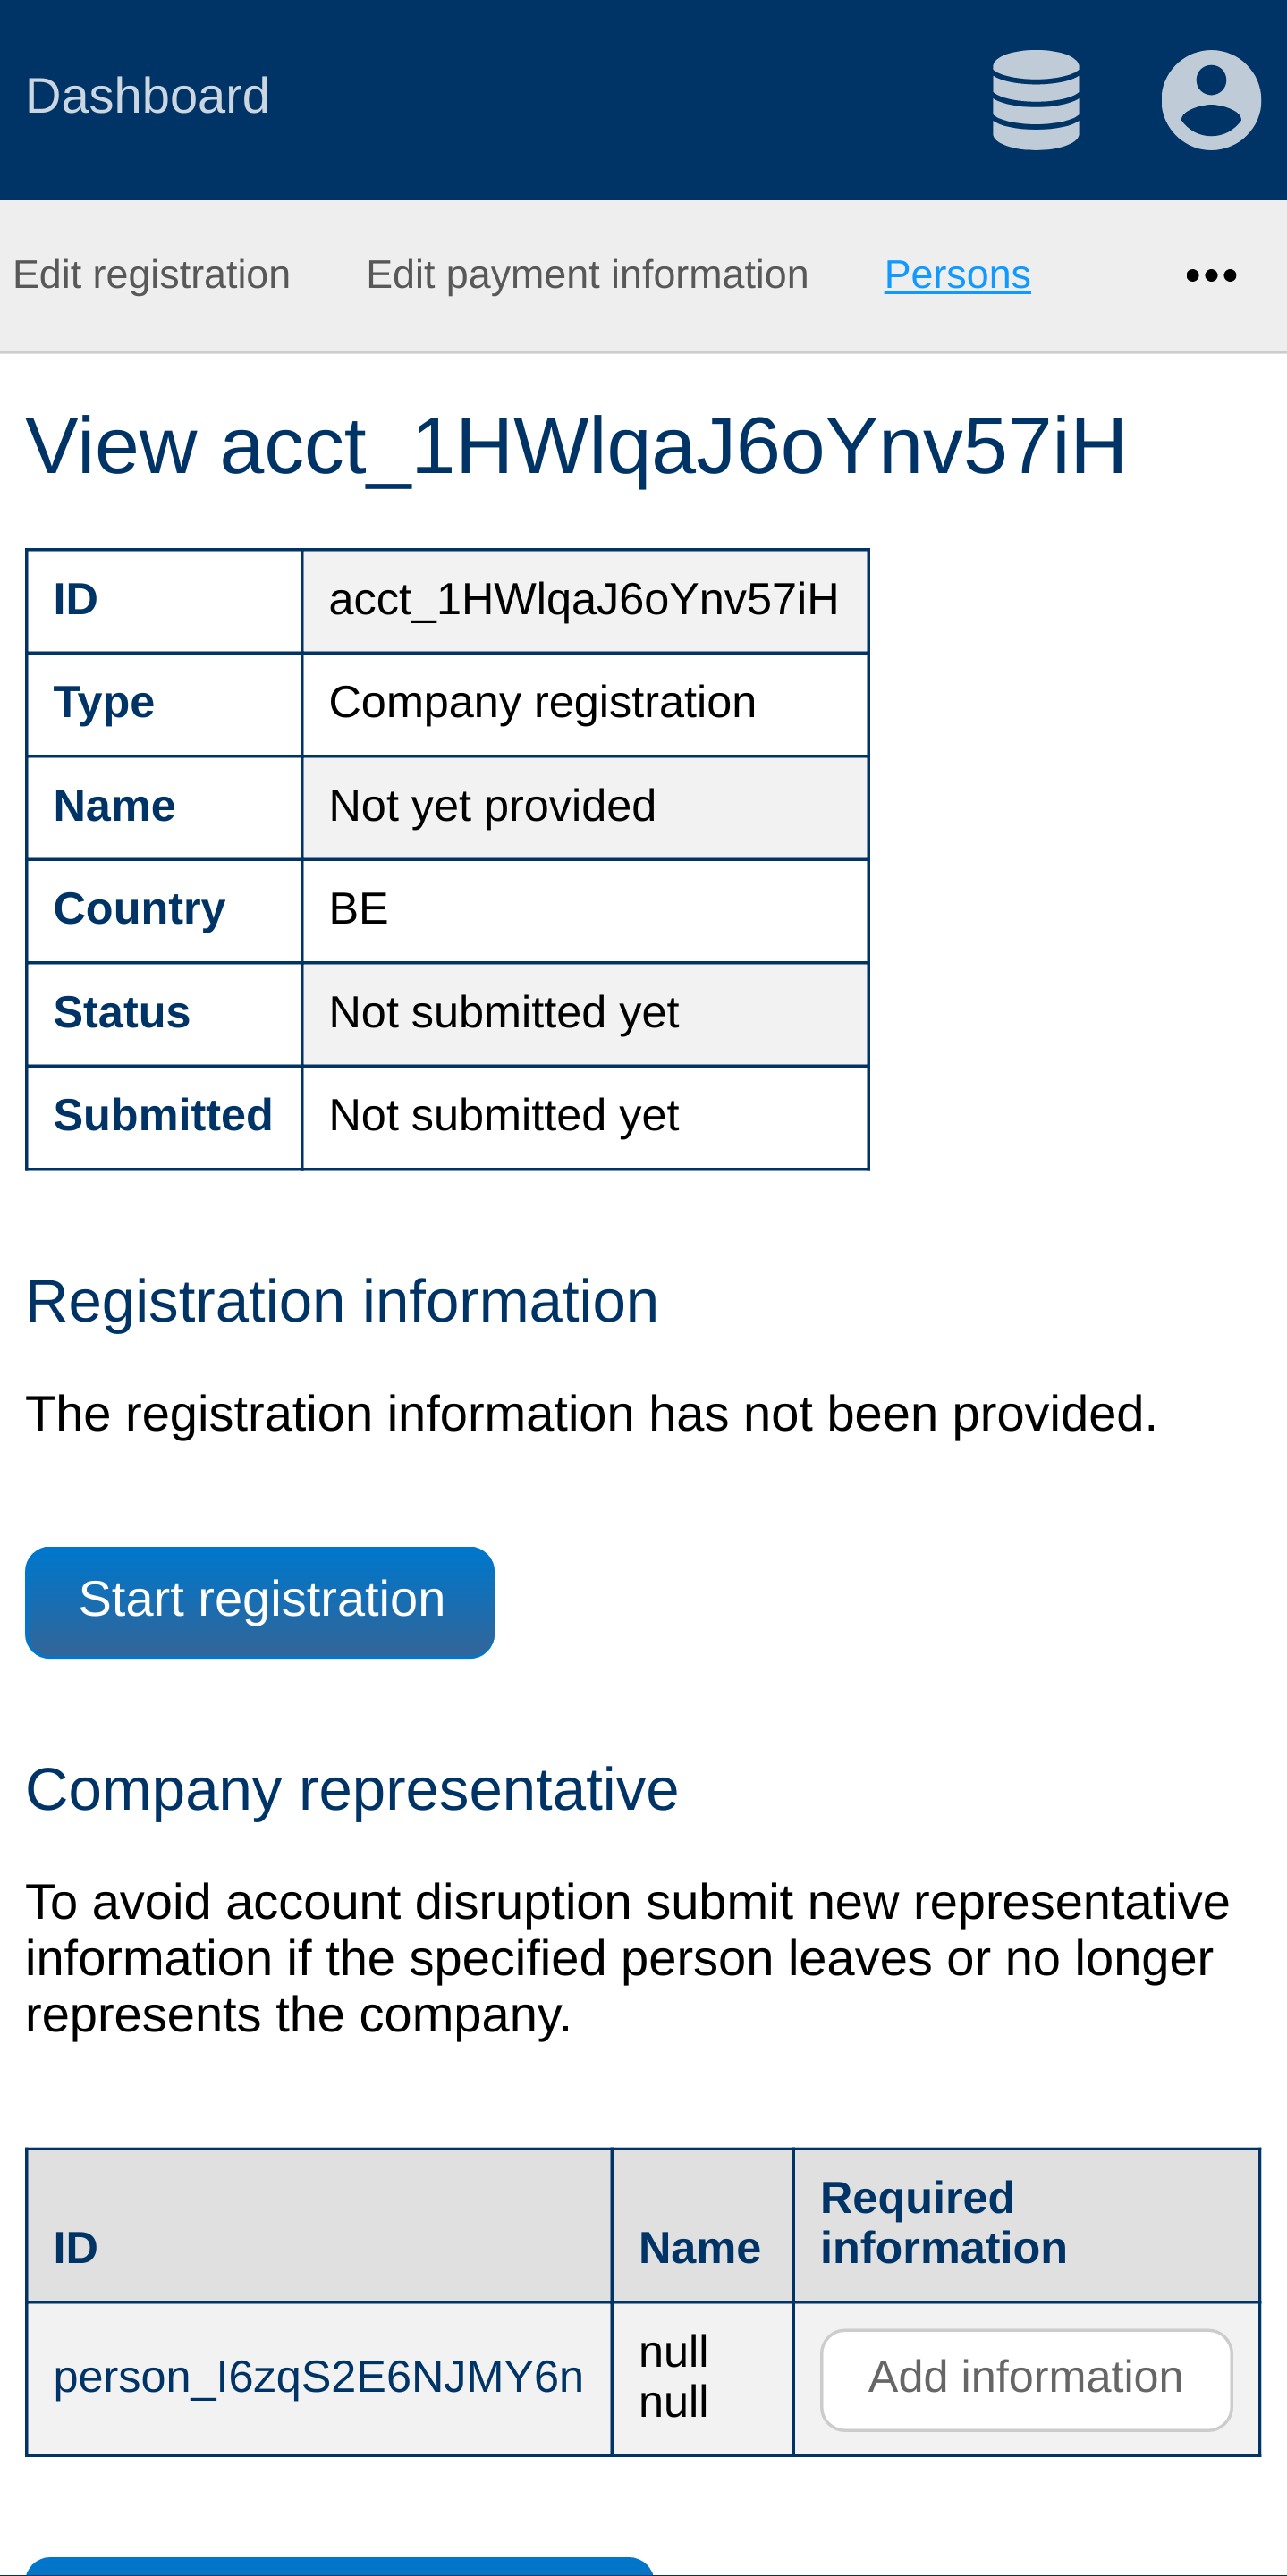 Dashboard
Edit registration Edit payment information Persons •••
View acct_1HWlqaJ6oYnv57iH
ID acct_1HWlqaJ6oYnv57iH
Type Company registration
Name Not yet provided
Country BE
Status Not submitted yet
Submitted Not submitted yet
Registration information
The registration information has not been provided.
Start registration
Company representative
To avoid account disruption submit new representative
information if the specified person leaves or no longer
represents the company.
ID Name Required
information
person_I6zqS2E6NJMY6n null
null Add information